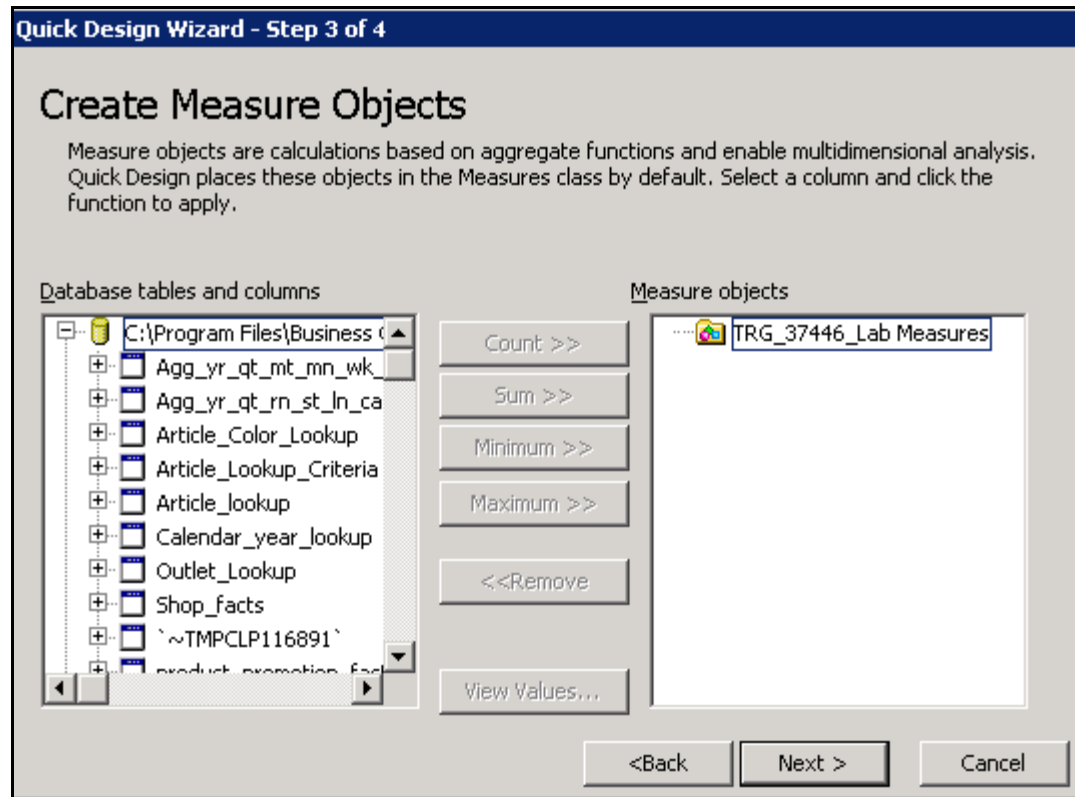 Quick Design Wizard - Step 3 of 4
Create Measure Objects
Measure objects are calculations based on aggregate functions and enable multidimensional analysis.
Quick Design places these objects in the Measures class by default. Select a column and click the
function to apply.
Database tables and columns
C:\Program Files\Business
Agg_yr_qt_mt_mn_wk_
Agg_yr_qt_rn_st_ln_ca
Article_Color_Lookup
Article_Lookup_Criteria
Article_lookup
Calendar_year_lookup
Outlet_Lookup
Shop_facts
`~TMPCLP116891`
product_promotion_fact
Count >>
Sum >>
Minimum >>
Maximum >>
<<Remove
View Values...
Measure objects
TRG_37446_Lab Measures
<Back
Next >
Cancel